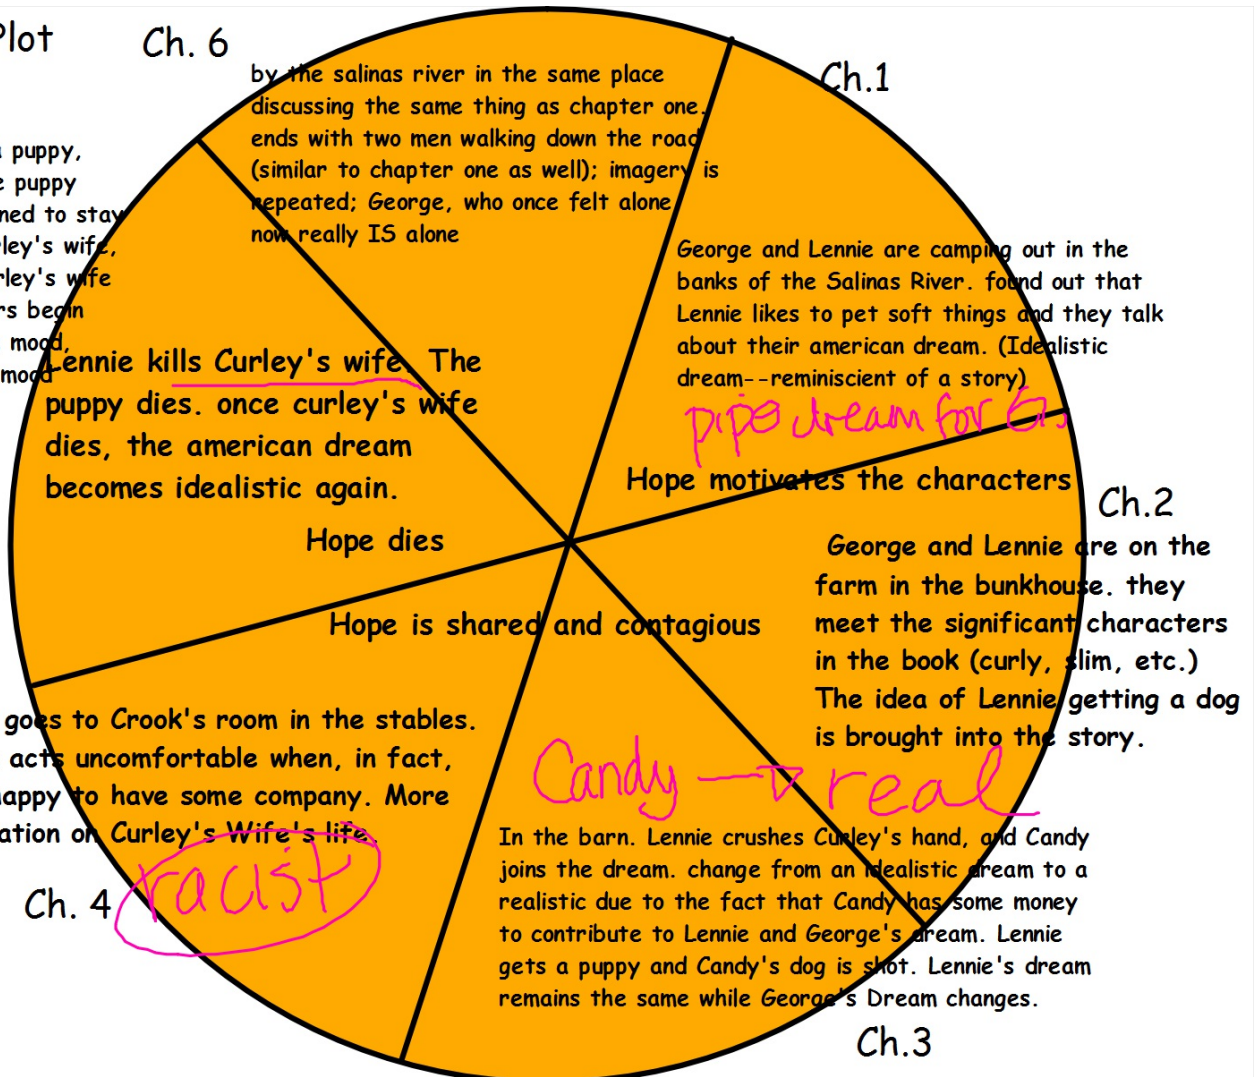 Plot
Ch. 6
by the salinas river in the same place
discussing the same thing as chapter one.
ends with two men walking down the road
(similar to chapter one as well); imagery is
repeated; George, who once felt alone
now really IS alone
Ch.1
George and Lennie are camping out in the
banks of the Salinas River. found out that
Lennie likes to pet soft things and they talk
about their american dream. (Idealistic
dream--reminiscient of a story)
pipe dream for G.
Hope motivates the characters
Ch.2
George and Lennie are on the
farm in the bunkhouse. they
meet the significant characters
in the book (curly, slim, etc.)
The idea of Lennie getting a dog
is brought into the story.
Candy → real
In the barn. Lennie crushes Curley's hand, and Candy
joins the dream. change from an idealistic dream to a
realistic due to the fact that Candy has some money
to contribute to Lennie and George's dream. Lennie
gets a puppy and Candy's dog is shot. Lennie's dream
remains the same while George's Dream changes.
Ch.3
Hope is shared and contagious
goes to Crook's room in the stables.
acts uncomfortable when, in fact,
happy to have some company. More
on Curley's Wife's life.
racist
Ch. 4
puppy,
puppy
to stay
wife,
wife
begin
mood,
mood
Lennie kills Curley's wife. The
puppy dies. once curley's wife
dies, the american dream
becomes idealistic again.
Hope dies